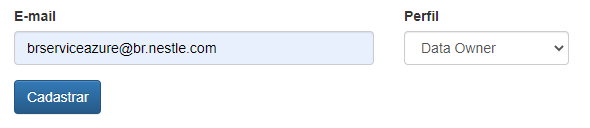 E-mail
Perfil
brserviceazure@br.nestle.com
Data Owner
Cadastrar